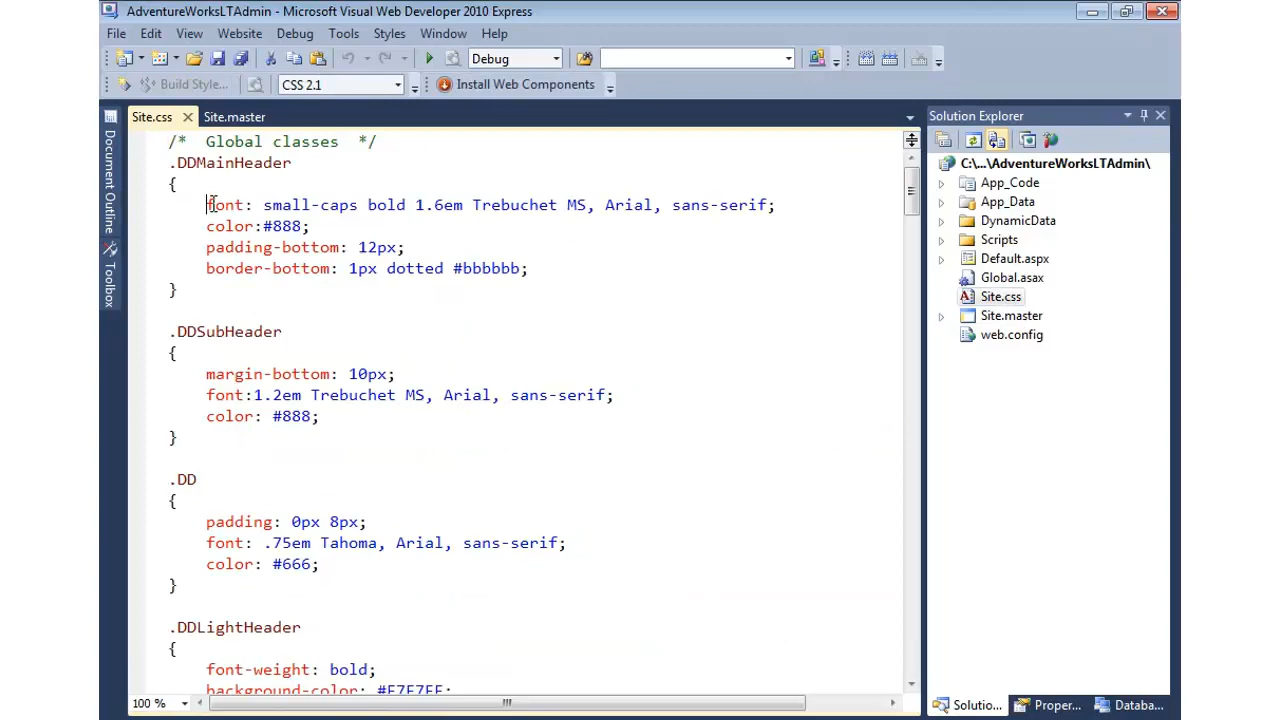 AdventureWorksLTAdmin - Microsoft Visual Web Developer 2010 Express
File Edit View Website Debug Tools Styles Window Help
Debug
Build Style... CSS 2.1 Install Web Components
Site.css Site.master
Document Outline
Toolbox
/*  Global classes  */
.DDMainHeader
{
    font: small-caps bold 1.6em Trebuchet MS, Arial, sans-serif;
    color:#888;
    padding-bottom: 12px;
    border-bottom: 1px dotted #bbbbbb;
}
.DDSubHeader
{
    margin-bottom: 10px;
    font:1.2em Trebuchet MS, Arial, sans-serif;
    color: #888;
}
.DD
{
    padding: 0px 8px;
    font: .75em Tahoma, Arial, sans-serif;
    color: #666;
}
.DDLightHeader
{
    font-weight: bold;
    background-color:
100 %
Solution Explorer
C:\...\AdventureWorksLTAdmin\
App_Code
App_Data
DynamicData
Scripts
Default.aspx
Global.asax
Site.css
Site.master
web.config
Solutio... Proper... Databa...